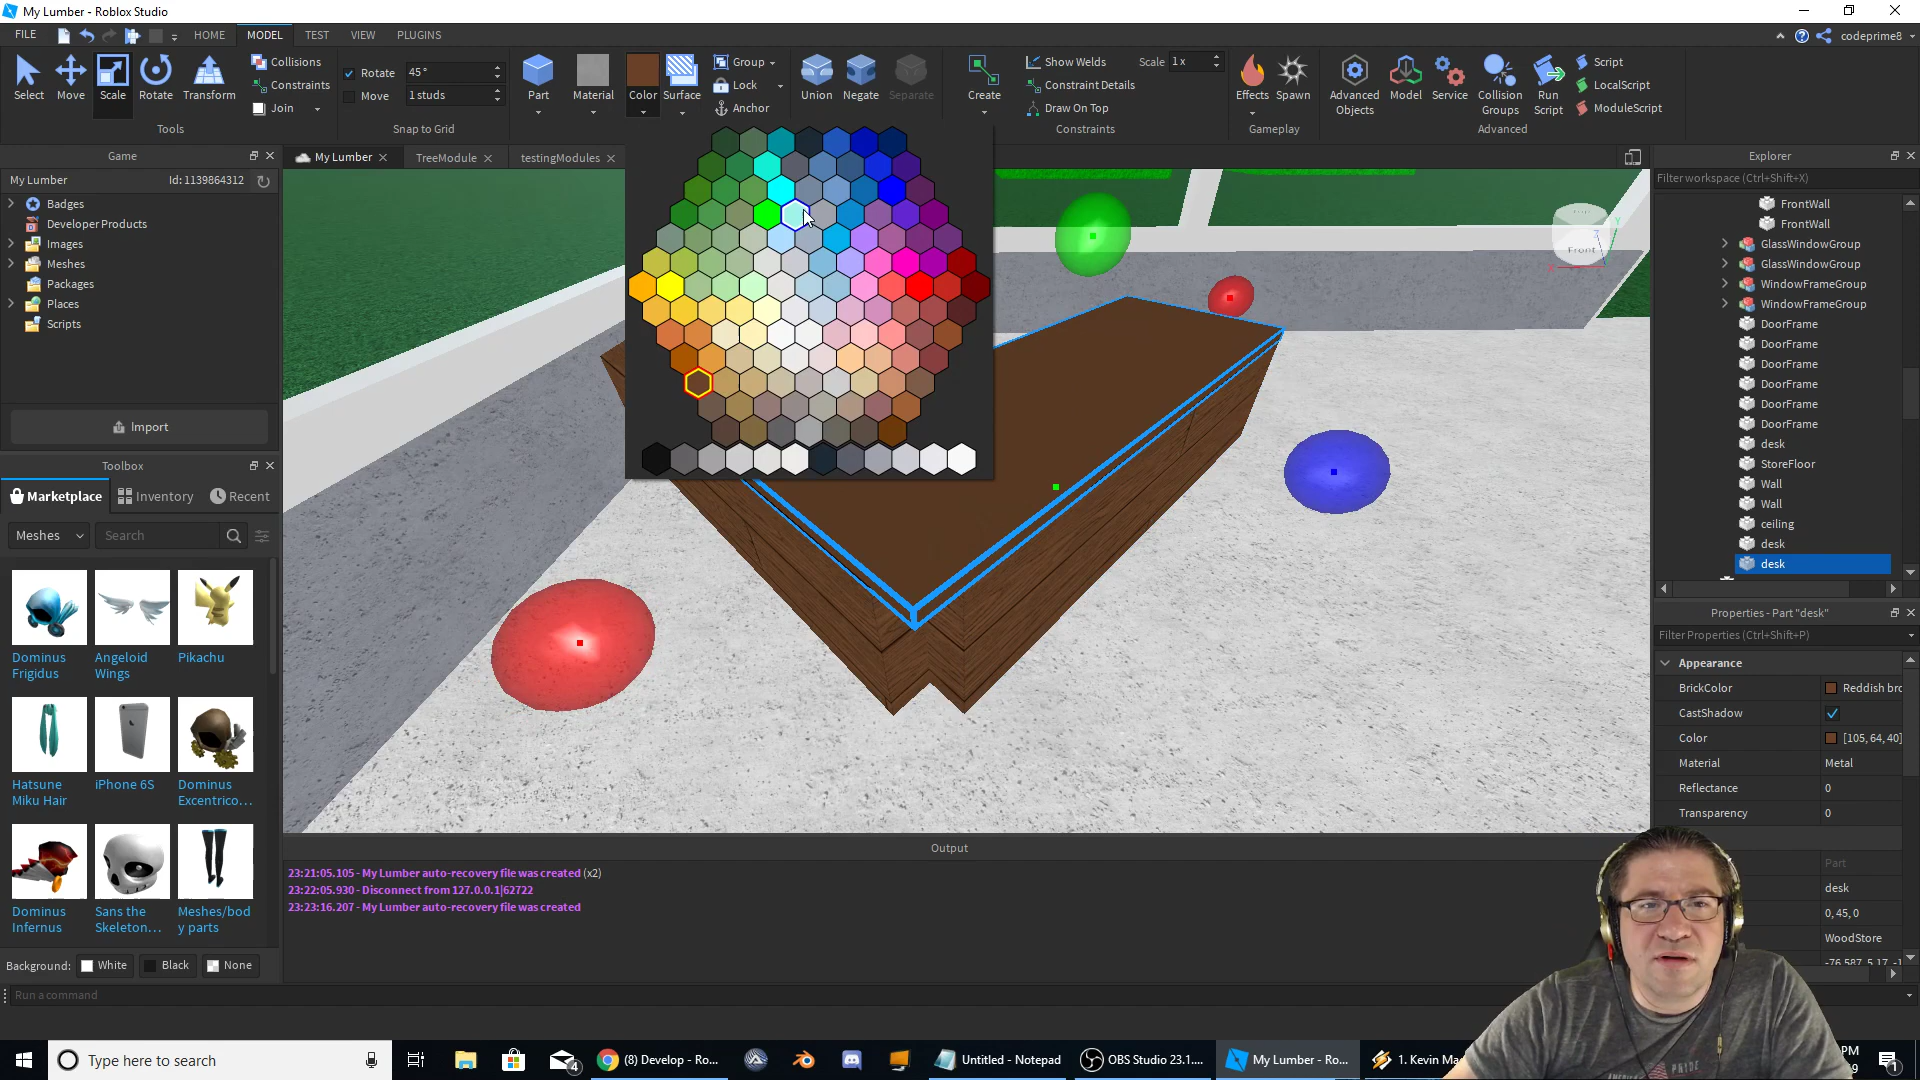 My Lumber - Roblox Studio
FILE HOME MODEL TEST VIEW PLUGINS codeprime8
Select Move Scale Rotate Transform
Collisions
Constraints
Join
Tools
Rotate 45°
Move 1 studs
Snap to Grid
Part Material Color Surface
Group
Lock
Anchor
Union Negate Separate
Create
Show Welds
Constraint Details
Draw On Top
Scale 1x
Constraints
Effects Spawn
Gameplay
Advanced Objects Model Service Collision Groups Run Script
Script
LocalScript
ModuleScript
Advanced
Game
My Lumber Id: 1139864312
Badges
Developer Products
Images
Meshes
Packages
Places
Scripts
Import
Toolbox
Marketplace Inventory Recent
Meshes Search
Dominus Frigidus
Angeloid Wings
Pikachu
Hatsune Miku Hair
iPhone 6S
Dominus Excentrico...
Dominus Infernus
Sans the Skeleton...
Meshes/body parts
Background: White Black None
Run a command
My Lumber TreeModule testingModules
Front
Output
23:21:05.105 - My Lumber auto-recovery file was created (x2)
23:22:05.930 - Disconnect from 127.0.0.1|62722
23:23:16.207 - My Lumber auto-recovery file was created
Explorer
Filter workspace (Ctrl+Shift+X)
FrontWall
FrontWall
GlassWindowGroup
GlassWindowGroup
WindowFrameGroup
WindowFrameGroup
DoorFrame
DoorFrame
DoorFrame
DoorFrame
DoorFrame
DoorFrame
desk
StoreFloor
Wall
Wall
ceiling
desk
desk
Properties - Part "desk"
Filter Properties (Ctrl+Shift+P)
Appearance
BrickColor Reddish bro
CastShadow
Color [105, 64, 40]
Material Metal
Reflectance 0
Transparency 0
Part
desk
0, 45, 0
WoodStore
Type here to search
4
(8) Develop - Ro...
Untitled - Notepad
OBS Studio 23.1....
My Lumber - Ro...
1. Kevin Ma
PM
1